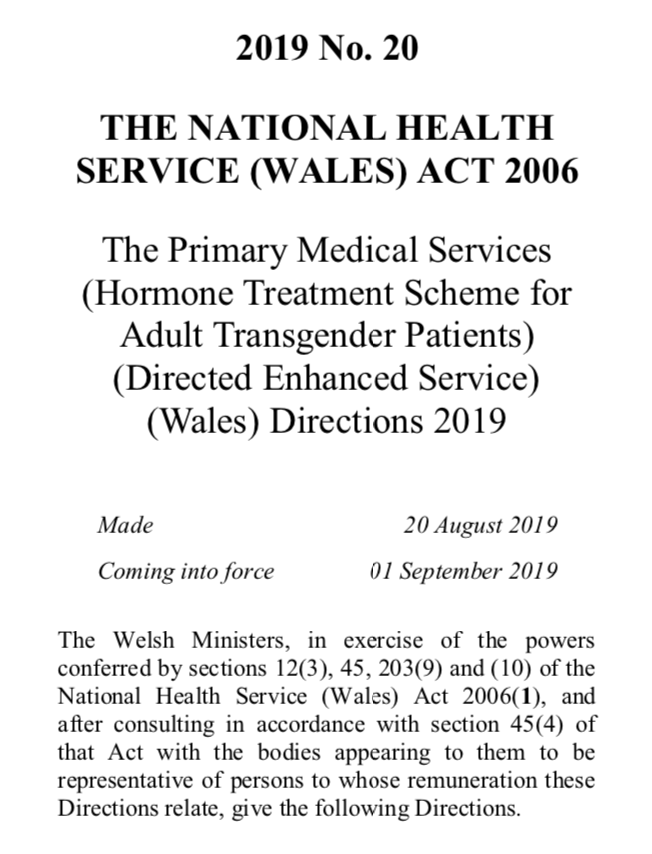 2019 No. 20
THE NATIONAL HEALTH
SERVICE (WALES) ACT 2006
The Primary Medical Services
(Hormone Treatment Scheme for
Adult Transgender Patients)
(Directed Enhanced Service)
(Wales) Directions 2019
Made 20 August 2019
Coming into force 01 September 2019
The Welsh Ministers, in exercise of the powers
conferred by sections 12(3), 45, 203(9) and (10) of the
National Health Service (Wales) Act 2006(1), and
after consulting in accordance with section 45(4) of
that Act with the bodies appearing to them to be
representative of persons to whose remuneration these
Directions relate, give the following Directions.